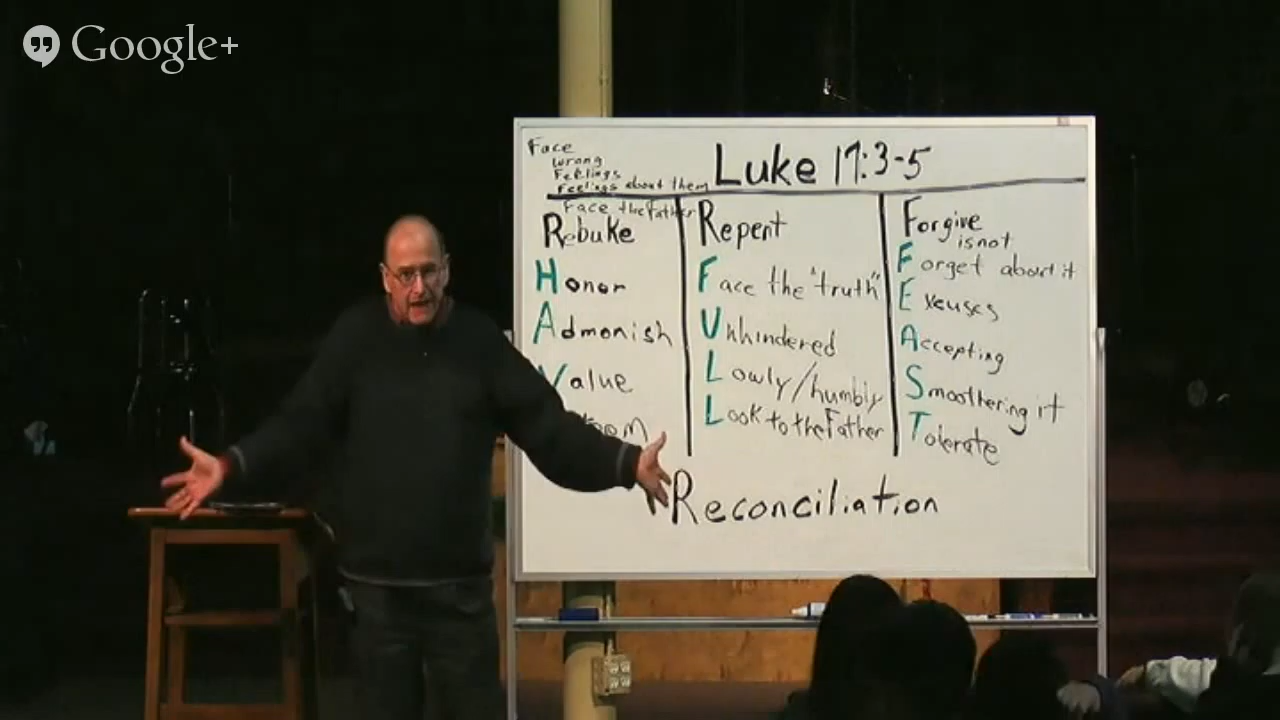 Google+
Face
wrong
Feelings
Feelings about them
Face the Father
Luke 17:3-5
Rebuke
Honor
Admonish
Value
Repent
Face the "truth"
Unhindered
Lowly/humbly
Look to the Father
Forgive
is not
Forget about it
Excuses
Accepting
Smoothering it
Tolerate
Reconciliation